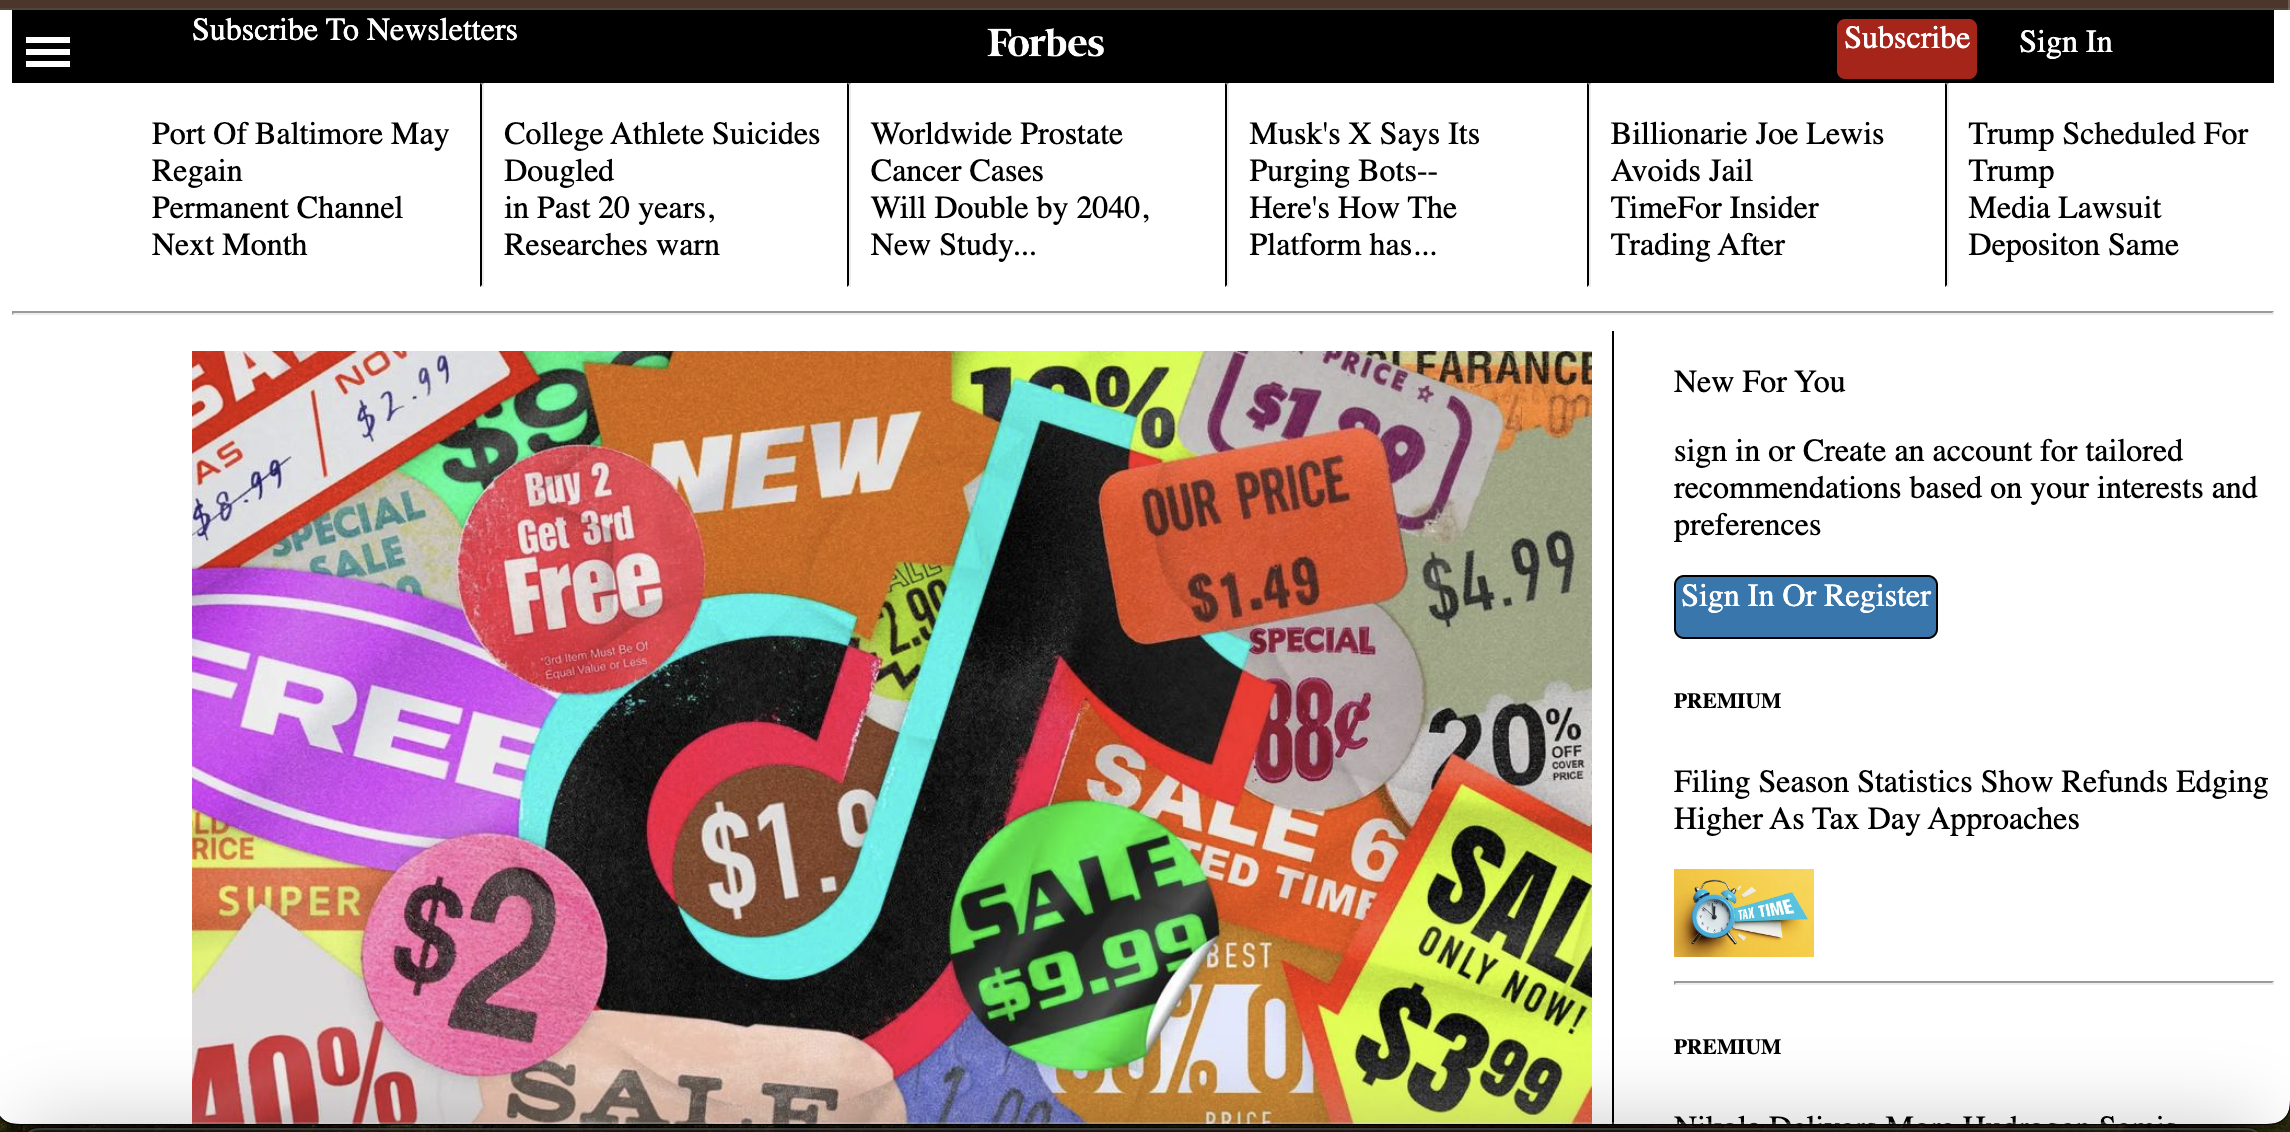 Subscribe To Newsletters
Forbes
Subscribe
Sign In
Port Of Baltimore May
Regain
Permanent Channel
Next Month
College Athlete Suicides
Dougled
in Past 20 years,
Researches warn
Worldwide Prostate
Cancer Cases
Will Double by 2040,
New Study...
Musk's X Says Its
Purging Bots--
Here's How The
Platform has...
Billionarie Joe Lewis
Avoids Jail
TimeFor Insider
Trading After
Trump Scheduled For
Trump
Media Lawsuit
Depositon Same
NOW
$2.99
AS
$8.99
SPECIAL
SALE
Buy 2
Get 3rd
Free
*3rd Item Must Be Of
Equal Value or Less
NEW
10%
PRICE
$1.99
CLEARANCE
OUR PRICE
$1.49
$4.99
2.90
SPECIAL
88¢
20%
OFF
COVER
PRICE
FREE
$1.9
SUPER
$2
SALE 6
TED TIME
SALE
$9.99
BEST
SAL
ONLY NOW!
$3.99
40%
SALE
PRICE
New For You
sign in or Create an account for tailored
recommendations based on your interests and
preferences
Sign In Or Register
PREMIUM
Filing Season Statistics Show Refunds Edging
Higher As Tax Day Approaches
TAX TIME
PREMIUM